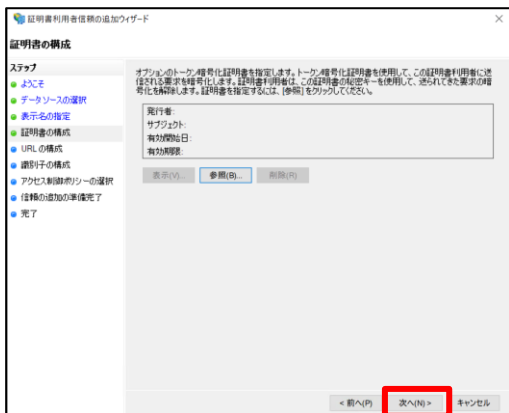 証明書利用者信頼の追加ウィザード
証明書の構成
ステップ
ようこそ
データ ソースの選択
表示名の指定
証明書の構成
URL の構成
識別子の構成
アクセス制御ポリシーの選択
信頼の追加の準備完了
完了
オプションのトークン暗号化証明書を指定します。トークン暗号化証明書を使用して、この証明書利用者に送
信される要求を暗号化します。証明書利用者は、この証明書の秘密キーを使用して、送られてきた要求の暗
号化を解除します。証明書を指定するには、[参照] をクリックしてください。
発行者:
サブジェクト:
有効開始日:
有効期限:
表示(V)... 参照(B)... 削除(R)
< 前へ(P) 次へ(N) > キャンセル